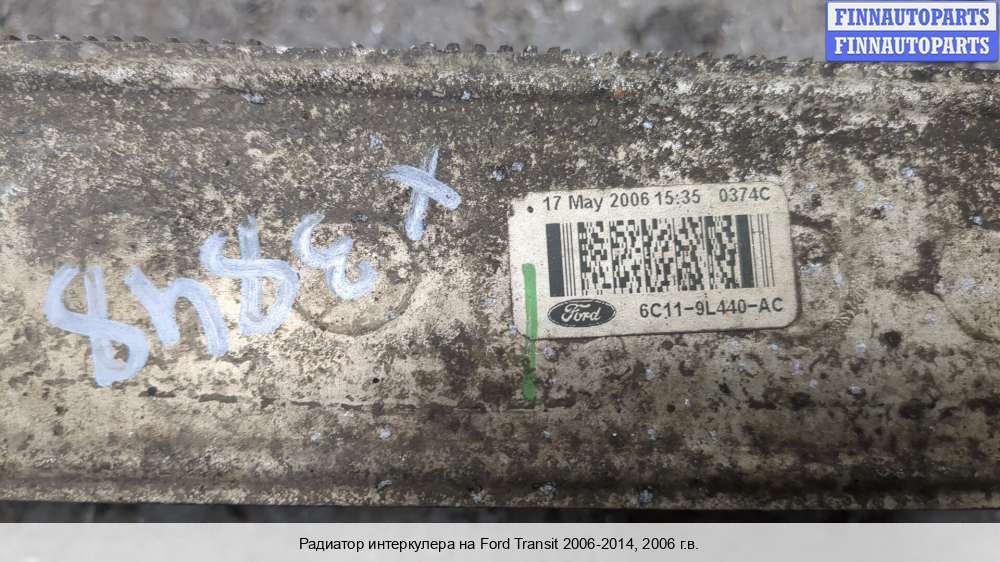 FINNAUTOPARTS
FINNAUTOPARTS
17 May 2006 15:35 0374C
Ford 6C11-9L440-AC
Радиатор интеркулера на Ford Transit 2006-2014, 2006 г.в.